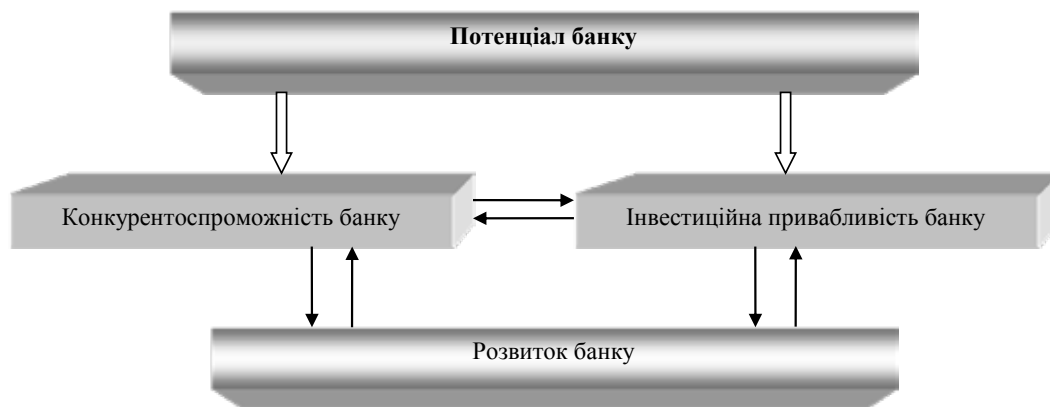 Потенціал банку
Конкурентоспроможність банку
Інвестиційна привабливість банку
Розвиток банку